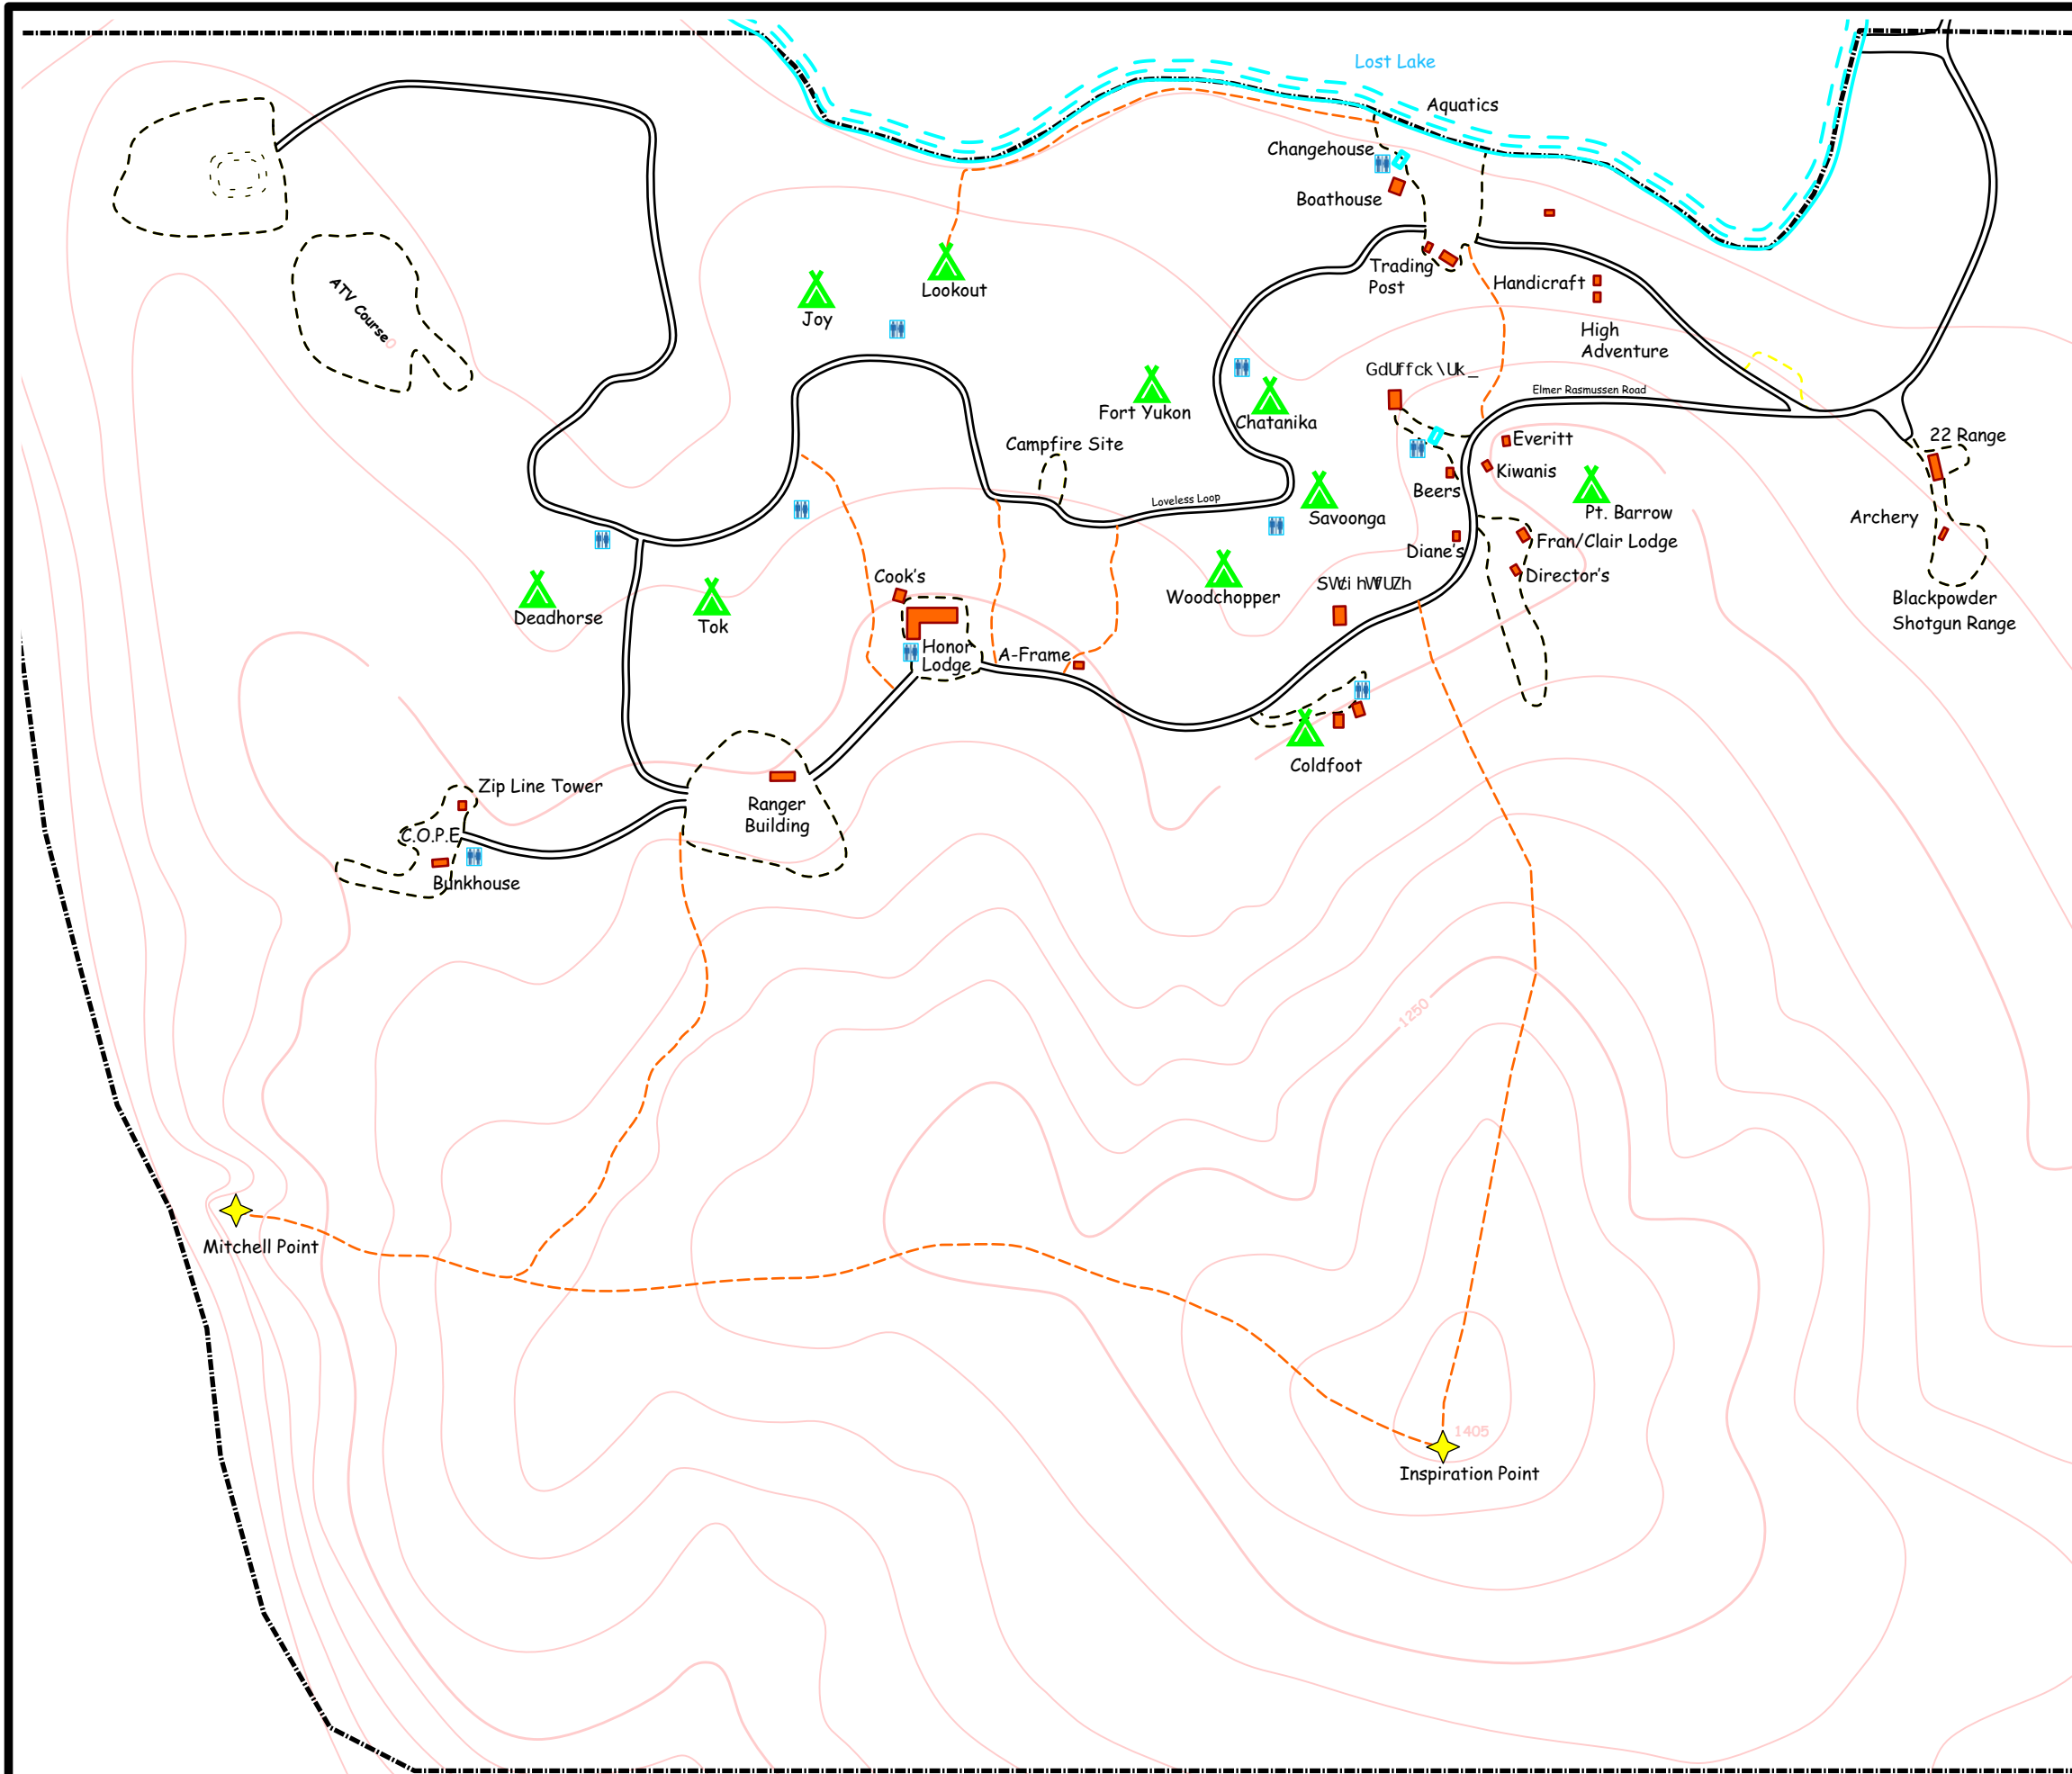 Lost Lake
Aquatics
Changehouse
Boathouse
Trading
Post
Handicraft
High
Adventure
ATV Course
Lookout
Joy
GdUffck \Uk_
Elmer Rasmussen Road
Fort Yukon
Chatanika
Campfire Site
Everitt
22 Range
Kiwanis
Beers
Loveless Loop
Savoonga
Pt. Barrow
Archery
Diane's
Fran/Clair Lodge
Director's
Cook's
Woodchopper
Blackpowder
Shotgun Range
Deadhorse
Tok
Honor
Lodge
A-Frame
Coldfoot
Zip Line Tower
Ranger
Building
C.O.P.E
Bunkhouse
1250
Mitchell Point
1405
Inspiration Point